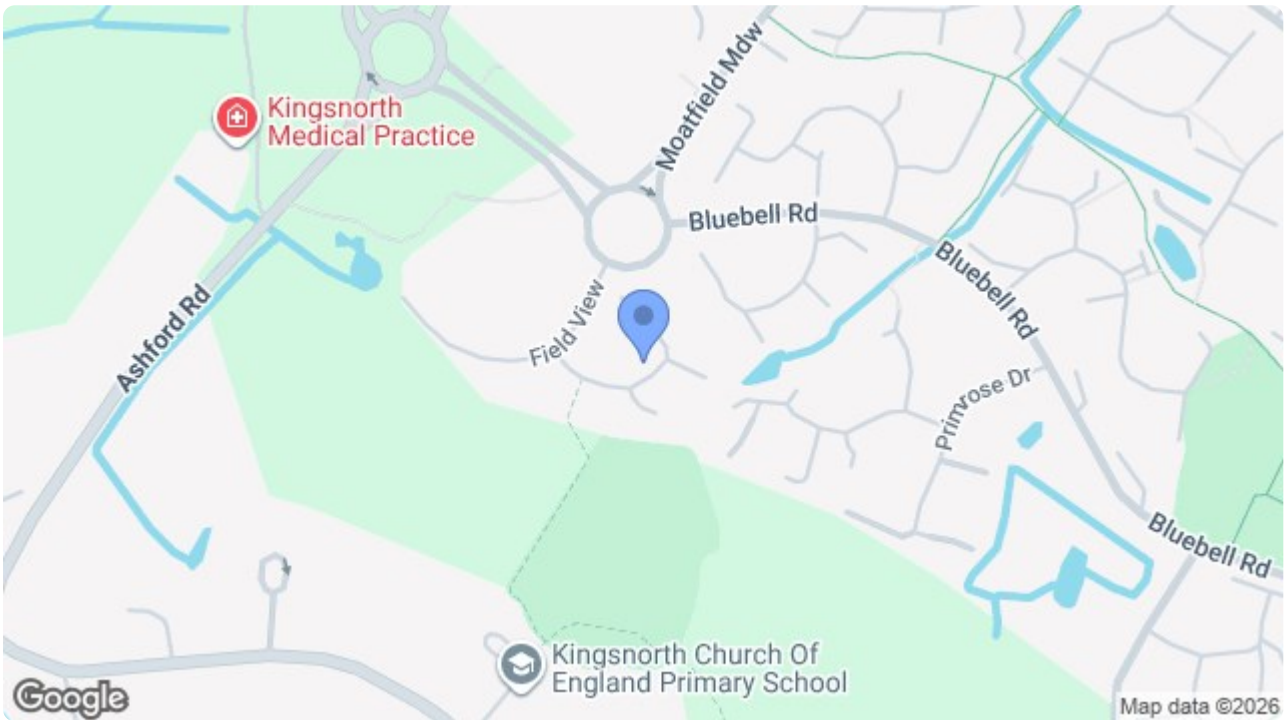 Kingsnorth
Medical Practice
Moatfield Mdw
Bluebell Rd
Bluebell Rd
Ashford Rd
Field View
Primrose Dr
Bluebell Rd
Kingsnorth Church Of
England Primary School
Google
Map data ©2026